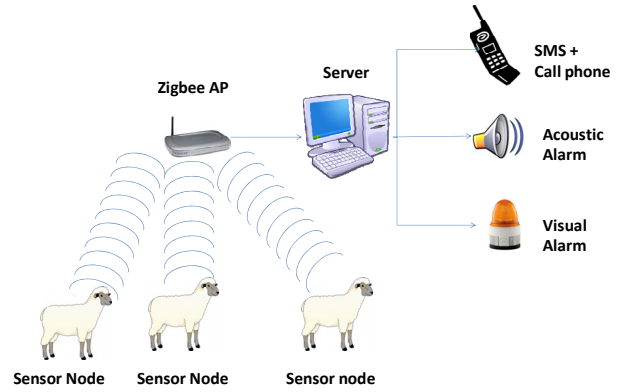 SMS +
Call phone
Server
Zigbee AP
Acoustic
Alarm
Visual
Alarm
Sensor Node
Sensor Node
Sensor node